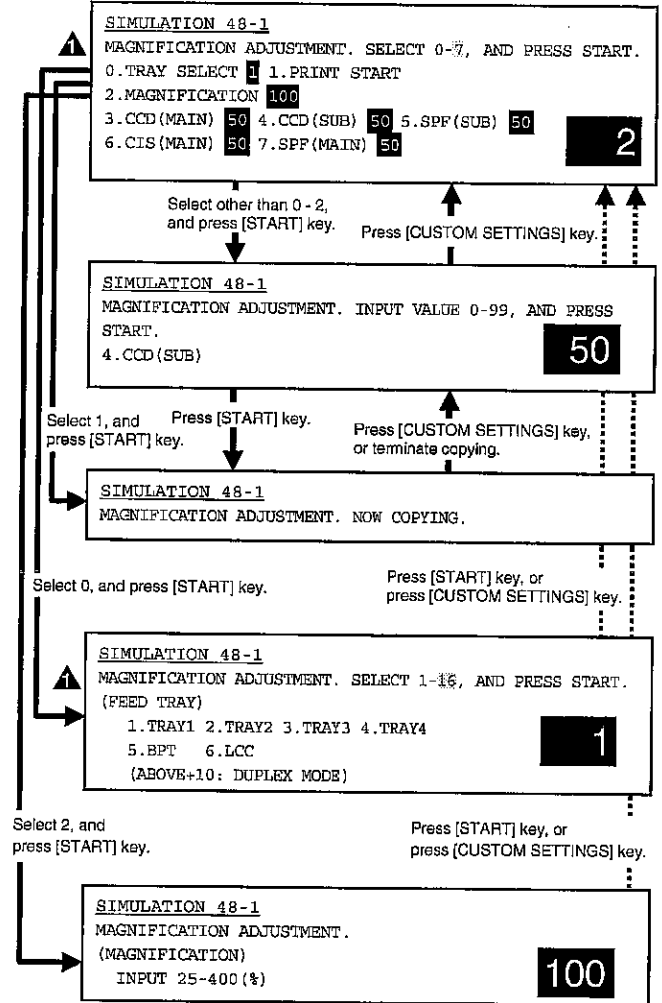 SIMULATION 48-1
1
MAGNIFICATION ADJUSTMENT. SELECT 0-7, AND PRESS START.
0.TRAY SELECT 1 1.PRINT START
2.MAGNIFICATION 100
3.CCD(MAIN) 50 4.CCD(SUB) 50 5.SPF(SUB) 50
6.CIS(MAIN) 50 7.SPF(MAIN) 50
2
Select other than 0 - 2,
and press [START] key.
Press [CUSTOM SETTINGS] key.
SIMULATION 48-1
MAGNIFICATION ADJUSTMENT. INPUT VALUE 0-99, AND PRESS
START.
4.CCD(SUB)
50
Select 1, and
press [START] key.
Press [START] key.
Press [CUSTOM SETTINGS] key,
or terminate copying.
SIMULATION 48-1
MAGNIFICATION ADJUSTMENT. NOW COPYING.
Select 0, and press [START] key.
Press [START] key, or
press [CUSTOM SETTINGS] key.
SIMULATION 48-1
1
MAGNIFICATION ADJUSTMENT. SELECT 1-16, AND PRESS START.
(FEED TRAY)
1.TRAY1 2.TRAY2 3.TRAY3 4.TRAY4
5.BPT 6.LCC
(ABOVE+10: DUPLEX MODE)
1
Select 2, and
press [START] key.
Press [START] key, or
press [CUSTOM SETTINGS] key.
SIMULATION 48-1
MAGNIFICATION ADJUSTMENT.
(MAGNIFICATION)
INPUT 25-400(%)
100